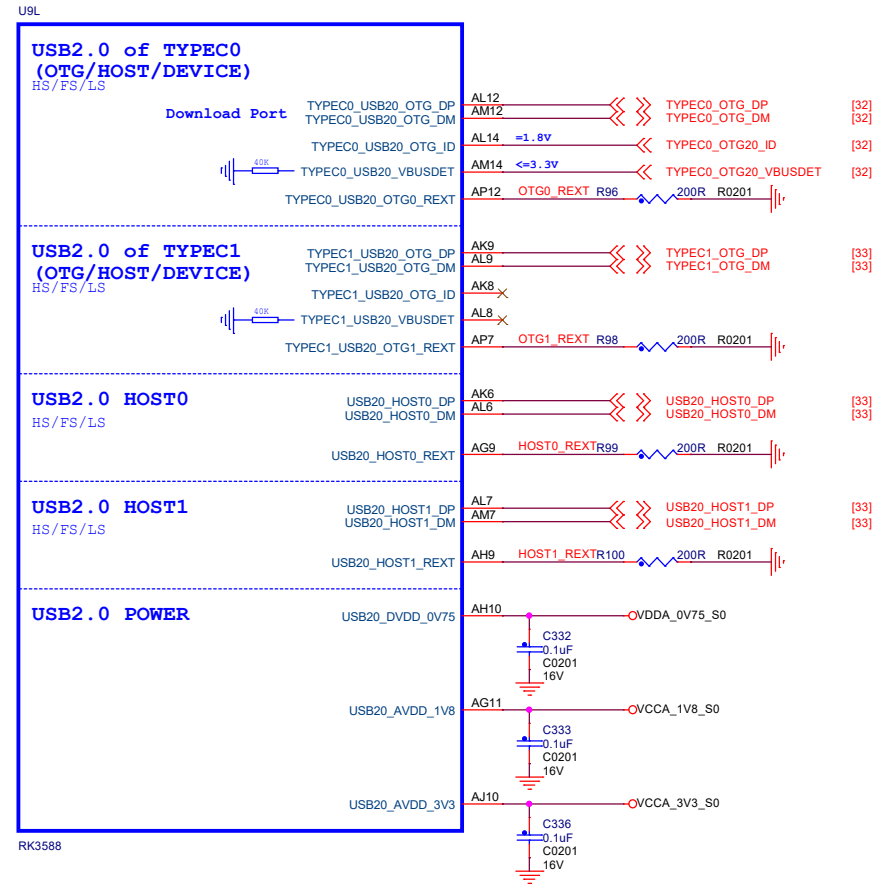 U9L
USB2.0 of TYPEC0
(OTG/HOST/DEVICE)
HS/FS/LS
Download Port
TYPEC0_USB20_OTG_DP AL12 TYPEC0_OTG_DP [32]
TYPEC0_USB20_OTG_DM AM12 TYPEC0_OTG_DM [32]
TYPEC0_USB20_OTG_ID AL14 =1.8V TYPEC0_OTG20_ID [32]
40K TYPEC0_USB20_VBUSDET AM14 <=3.3V TYPEC0_OTG20_VBUSDET [32]
TYPEC0_USB20_OTG0_REXT AP12 OTG0_REXT R96 200R R0201
USB2.0 of TYPEC1
(OTG/HOST/DEVICE)
HS/FS/LS
TYPEC1_USB20_OTG_DP AK9 TYPEC1_OTG_DP [33]
TYPEC1_USB20_OTG_DM AL9 TYPEC1_OTG_DM [33]
TYPEC1_USB20_OTG_ID AK8
40K TYPEC1_USB20_VBUSDET AL8
TYPEC1_USB20_OTG1_REXT AP7 OTG1_REXT R98 200R R0201
USB2.0 HOST0
HS/FS/LS
USB20_HOST0_DP AK6 USB20_HOST0_DP [33]
USB20_HOST0_DM AL6 USB20_HOST0_DM [33]
USB20_HOST0_REXT AG9 HOST0_REXT R99 200R R0201
USB2.0 HOST1
HS/FS/LS
USB20_HOST1_DP AL7 USB20_HOST1_DP [33]
USB20_HOST1_DM AM7 USB20_HOST1_DM [33]
USB20_HOST1_REXT AH9 HOST1_REXT R100 200R R0201
USB2.0 POWER
USB20_DVDD_0V75 AH10 VDDA_0V75_S0
C332
0.1uF
C0201
16V
USB20_AVDD_1V8 AG11 VCCA_1V8_S0
C333
0.1uF
C0201
16V
USB20_AVDD_3V3 AJ10 VCCA_3V3_S0
C336
0.1uF
C0201
16V
RK3588